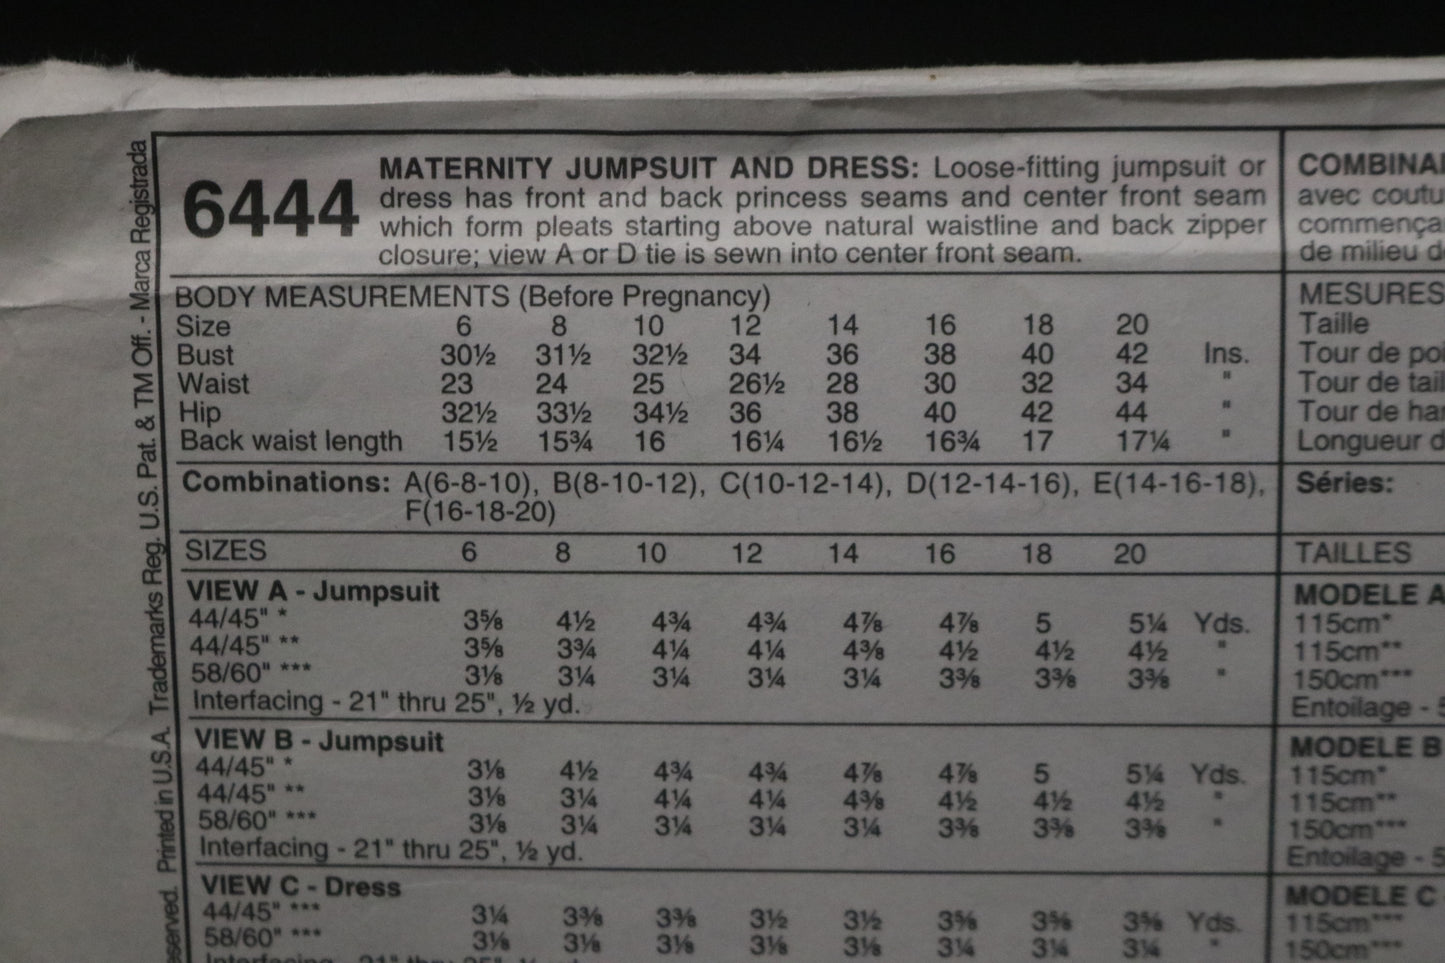 6444
MATERNITY JUMPSUIT AND DRESS: Loose-fitting jumpsuit or
dress has front and back princess seams and center front seam
which form pleats starting above natural waistline and back zipper
closure; view A or D tie is sewn into center front seam.
BODY MEASUREMENTS (Before Pregnancy)
Size 6 8 10 12 14 16 18 20
Bust 30½ 31½ 32½ 34 36 38 40 42 Ins.
Waist 23 24 25 26½ 28 30 32 34 "
Hip 32½ 33½ 34½ 36 38 40 42 44 "
Back waist length 15½ 15¾ 16 16¼ 16½ 16¾ 17 17¼ "
Combinations: A(6-8-10), B(8-10-12), C(10-12-14), D(12-14-16), E(14-16-18),
F(16-18-20)
SIZES 6 8 10 12 14 16 18 20
VIEW A - Jumpsuit
44/45" * 3⅝ 4½ 4¾ 4¾ 4⅞ 4⅞ 5 5¼ Yds.
44/45" ** 3⅝ 3¾ 4¼ 4¼ 4⅜ 4½ 4½ 4½ "
58/60" *** 3⅛ 3¼ 3¼ 3¼ 3¼ 3⅜ 3⅜ 3⅜ "
Interfacing - 21" thru 25", ½ yd.
VIEW B - Jumpsuit
44/45" * 3⅛ 4½ 4¾ 4¾ 4⅞ 4⅞ 5 5¼ Yds.
44/45" ** 3⅛ 3¼ 4¼ 4¼ 4⅜ 4½ 4½ 4½ "
58/60" *** 3⅛ 3¼ 3¼ 3¼ 3¼ 3⅜ 3⅜ 3⅜ "
Interfacing - 21" thru 25", ½ yd.
VIEW C - Dress
44/45" *** 3¼ 3⅜ 3⅜ 3½ 3½ 3⅝ 3⅝ 3⅝ Yds.
58/60" *** 3⅛ 3⅛ 3⅛ 3⅛ 3⅛ 3¼ 3¼ 3¼ "
COMBINA
avec coutu
commença
de milieu d
MESURES
Taille
Tour de poi
Tour de tail
Tour de ha
Longueur d
Séries:
TAILLES
MODELE A
115cm*
115cm**
150cm***
Entoilage - 5
MODELE B
115cm*
115cm**
150cm***
Entoilage - 5
MODELE C
115cm***
150cm***
eserved. Printed in U.S.A. Trademarks Reg. U.S. Pat. & TM Off. - Marca Registrada